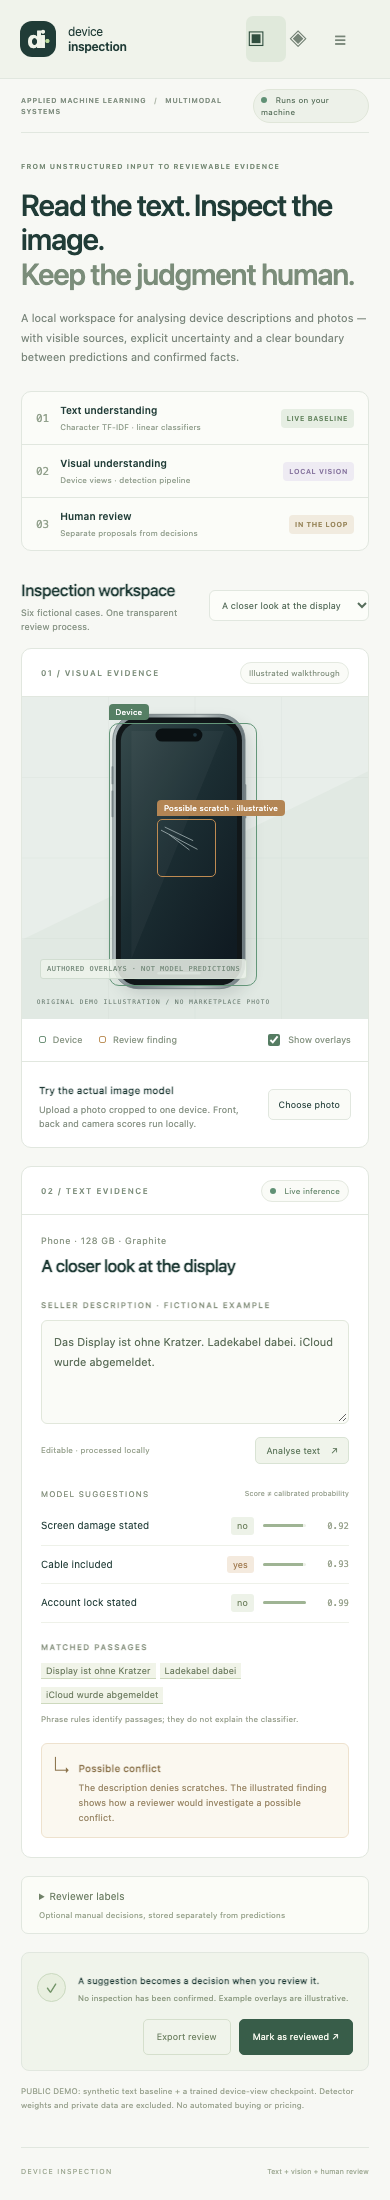 di
device
inspection
APPLIED MACHINE LEARNING / MULTIMODAL
SYSTEMS
Runs on your
machine
FROM UNSTRUCTURED INPUT TO REVIEWABLE EVIDENCE
Read the text. Inspect the
image.
Keep the judgment human.
A local workspace for analysing device descriptions and photos —
with visible sources, explicit uncertainty and a clear boundary
between predictions and confirmed facts.
01 Text understanding
Character TF-IDF · linear classifiers
LIVE BASELINE
02 Visual understanding
Device views · detection pipeline
LOCAL VISION
03 Human review
Separate proposals from decisions
IN THE LOOP
Inspection workspace
Six fictional cases. One transparent
review process.
A closer look at the display
01 / VISUAL EVIDENCE
Illustrated walkthrough
Device
Possible scratch · illustrative
AUTHORED OVERLAYS · NOT MODEL PREDICTIONS
ORIGINAL DEMO ILLUSTRATION / NO MARKETPLACE PHOTO
Device
Review finding
Show overlays
Try the actual image model
Upload a photo cropped to one device. Front,
back and camera scores run locally.
Choose photo
02 / TEXT EVIDENCE
Live inference
Phone · 128 GB · Graphite
A closer look at the display
SELLER DESCRIPTION · FICTIONAL EXAMPLE
Das Display ist ohne Kratzer. Ladekabel dabei. iCloud
wurde abgemeldet.
Editable · processed locally
Analyse text ↗
MODEL SUGGESTIONS
Score ≠ calibrated probability
Screen damage stated no 0.92
Cable included yes 0.93
Account lock stated no 0.99
MATCHED PASSAGES
Display ist ohne Kratzer Ladekabel dabei
iCloud wurde abgemeldet
Phrase rules identify passages; they do not explain the classifier.
Possible conflict
The description denies scratches. The illustrated finding
shows how a reviewer would investigate a possible
conflict.
Reviewer labels
Optional manual decisions, stored separately from predictions
A suggestion becomes a decision when you review it.
No inspection has been confirmed. Example overlays are illustrative.
Export review
Mark as reviewed ↗
PUBLIC DEMO: synthetic text baseline + a trained device-view checkpoint. Detector
weights and private data are excluded. No automated buying or pricing.
DEVICE INSPECTION
Text + vision + human review